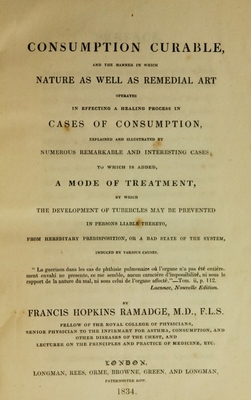 CONSUMPTION CURABLE,
AND THE MANNER IN WHICH
NATURE AS WELL AS REMEDIAL ART
OPERATES
IN EFFECTING A HEALING PROCESS IN
CASES OF CONSUMPTION,
EXPLAINED AND ILLUSTRATED BY
NUMEROUS REMARKABLE AND INTERESTING CASES;
TO WHICH IS ADDED,
A MODE OF TREATMENT,
BY WHICH
THE DEVELOPMENT OF TUBERCLES MAY BE PREVENTED
IN PERSONS LIABLE THERETO,
FROM HEREDITARY PREDISPOSITION, OR A BAD STATE OF THE SYSTEM,
INDUCED BY VARIOUS CAUSES.
"La guerison dans les cas de phthisie pulmonaire où l'organe n'a pas été entière-
ment envahi ne presente, ni me semble, aucun caractère d'impossibilité, ni sous le
rapport de la nature du mal, ni sous celui de l'organe affecté."—Tom. ii, p. 112.
Laennec, Nouvelle Edition.
BY
FRANCIS HOPKINS RAMADGE, M.D., F.L.S.
FELLOW OF THE ROYAL COLLEGE OF PHYSICIANS,
SENIOR PHYSICIAN TO THE INFIRMARY FOR ASTHMA, CONSUMPTION, AND
OTHER DISEASES OF THE CHEST, AND
LECTURER ON THE PRINCIPLES AND PRACTICE OF MEDICINE, ETC.
LONDON.
LONGMAN, REES, ORME, BROWNE, GREEN, AND LONGMAN,
PATERNOSTER ROW.
1834.